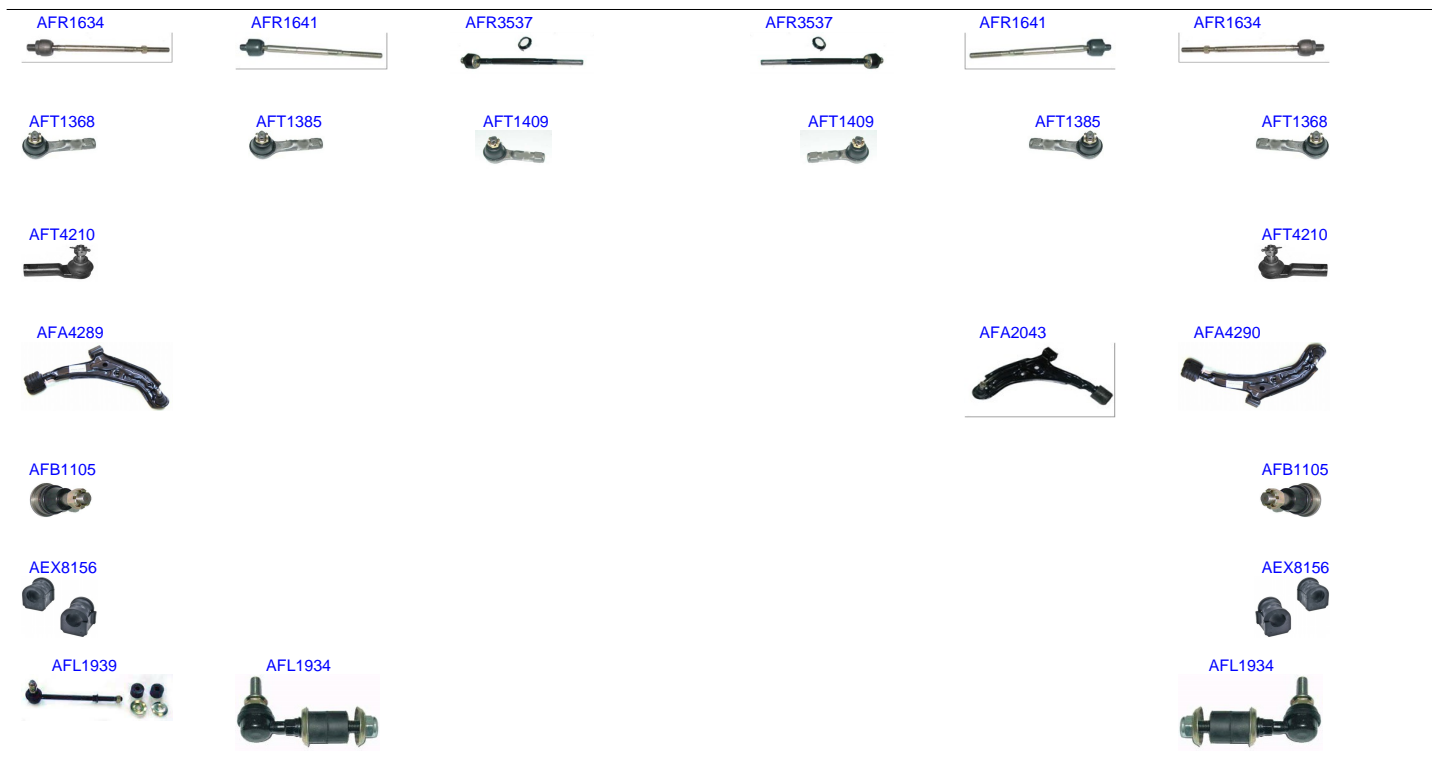 AFR1634 AFR1641 AFR3537 AFR3537 AFR1641 AFR1634
AFT1368 AFT1385 AFT1409 AFT1409 AFT1385 AFT1368
AFT4210 AFT4210
AFA4289 AFA2043 AFA4290
AFB1105 AFB1105
AEX8156 AEX8156
AFL1939 AFL1934 AFL1934